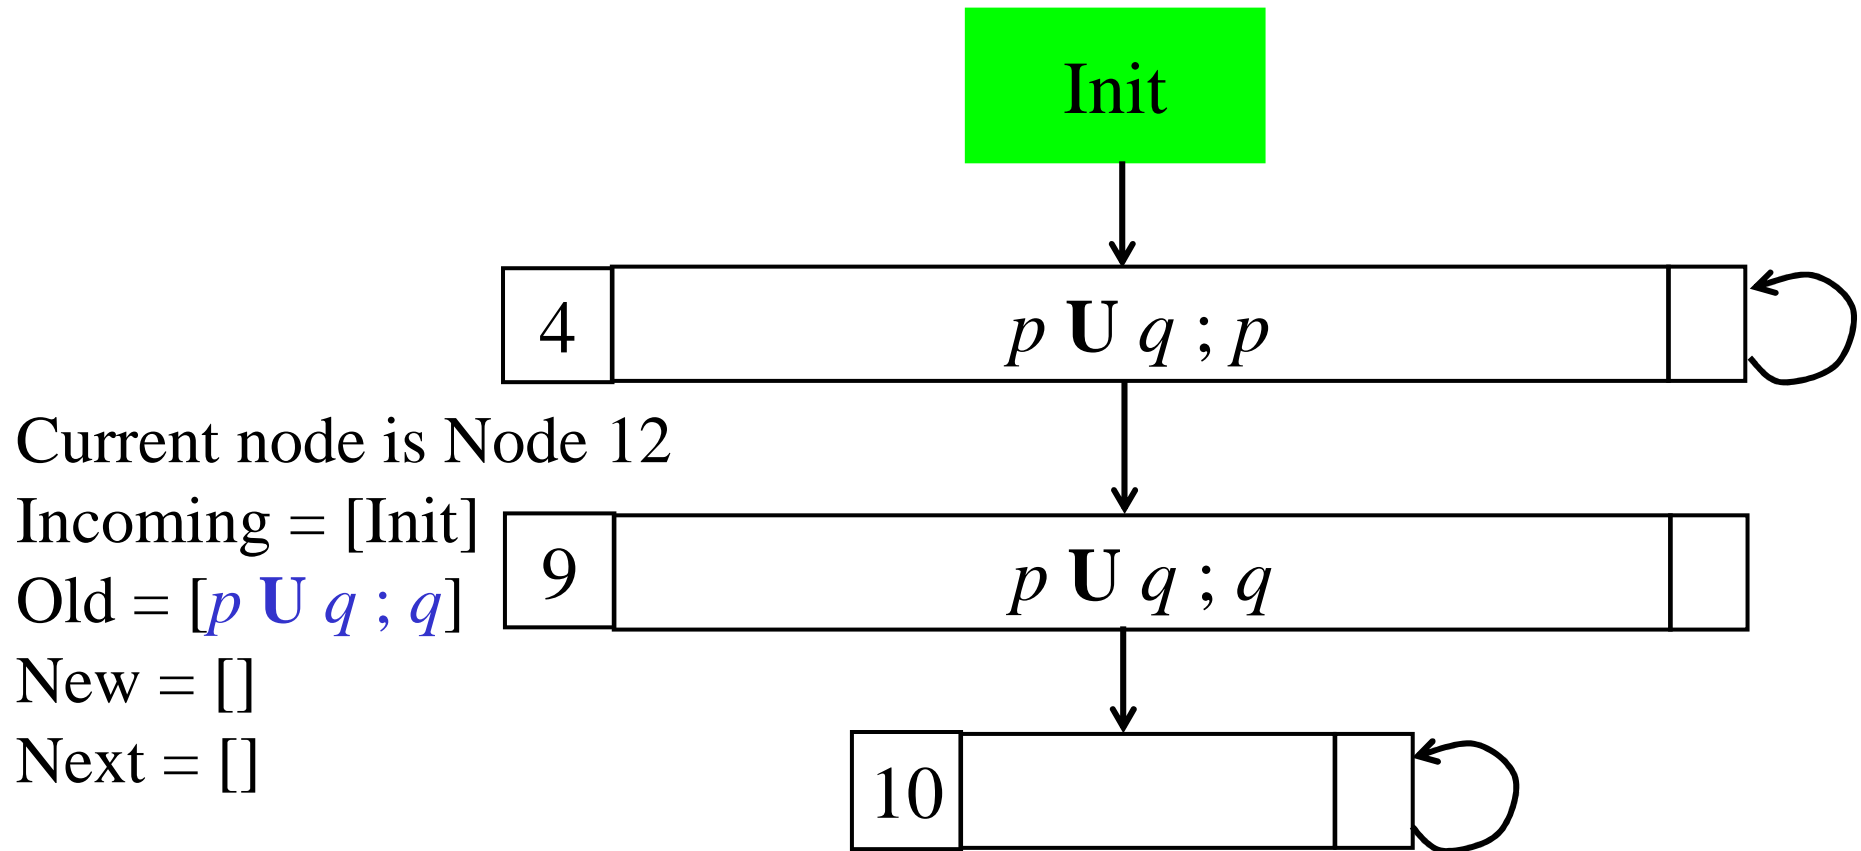 Init
4
p U q ; p
Current node is Node 12
Incoming = [Init]
Old = [p U q ; q]
New = []
Next = []
9
p U q ; q
10